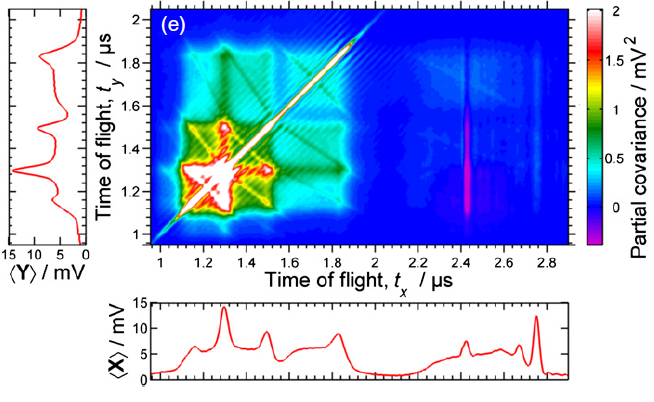 (e)
2
1.8
1.6
1.4
1.2
1
Time of flight, t_y / μs
15 10 5 0
⟨Y⟩ / mV
1 1.2 1.4 1.6 1.8 2 2.2 2.4 2.6 2.8
Time of flight, t_x / μs
2
1.5
1
0.5
0
Partial covariance / mV²
15
10
5
0
⟨X⟩ / mV